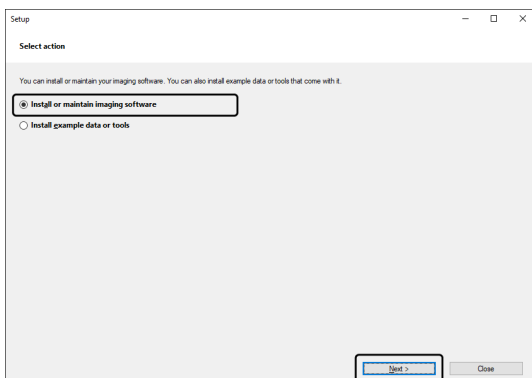 Setup
Select action
You can install or maintain your imaging software. You can also install example data or tools that come with it.
Install or maintain imaging software
Install example data or tools
Next >
Close